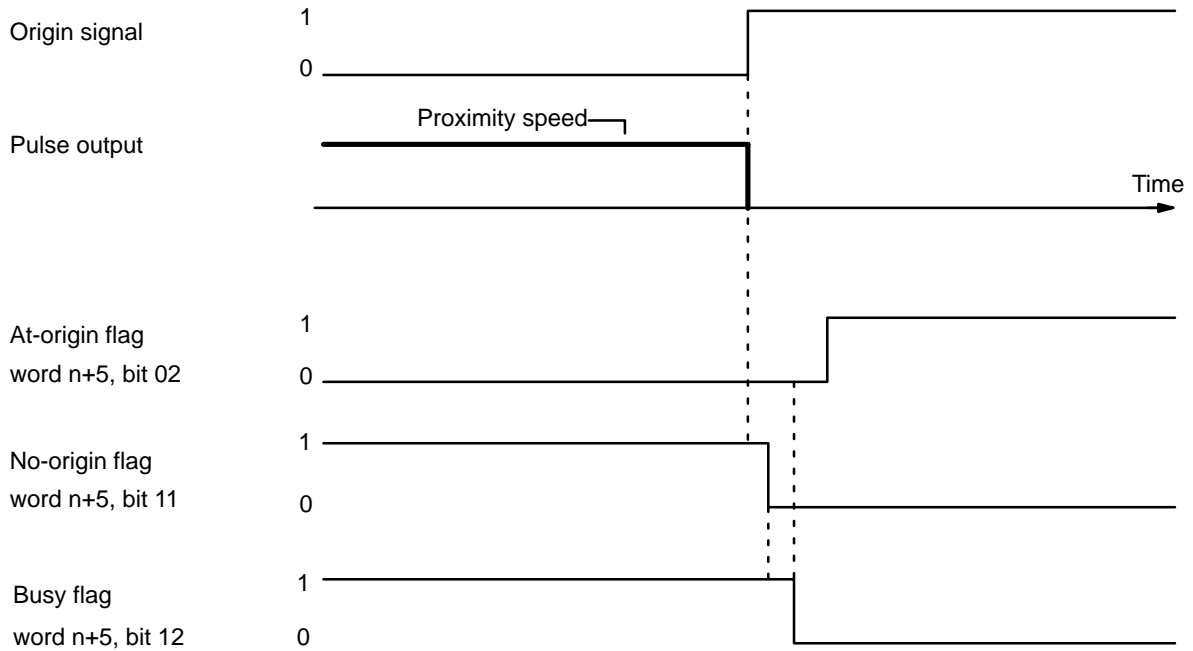 Origin signal
1
0
Proximity speed
Pulse output
Time
At-origin flag
word n+5, bit 02
1
0
No-origin flag
word n+5, bit 11
1
0
Busy flag
word n+5, bit 12
1
0